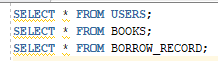 SELECT * FROM USERS;
SELECT * FROM BOOKS;
SELECT * FROM BORROW_RECORD;